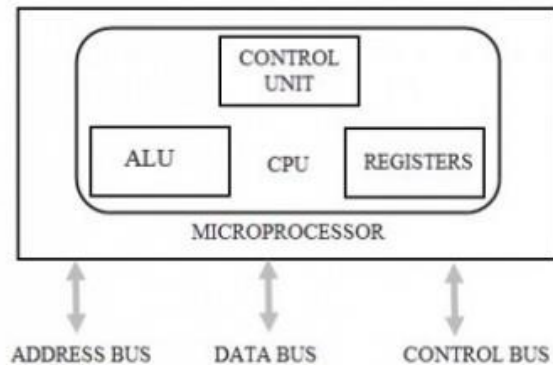 CONTROL
UNIT
ALU
CPU
REGISTERS
MICROPROCESSOR
ADDRESS BUS
DATA BUS
CONTROL BUS